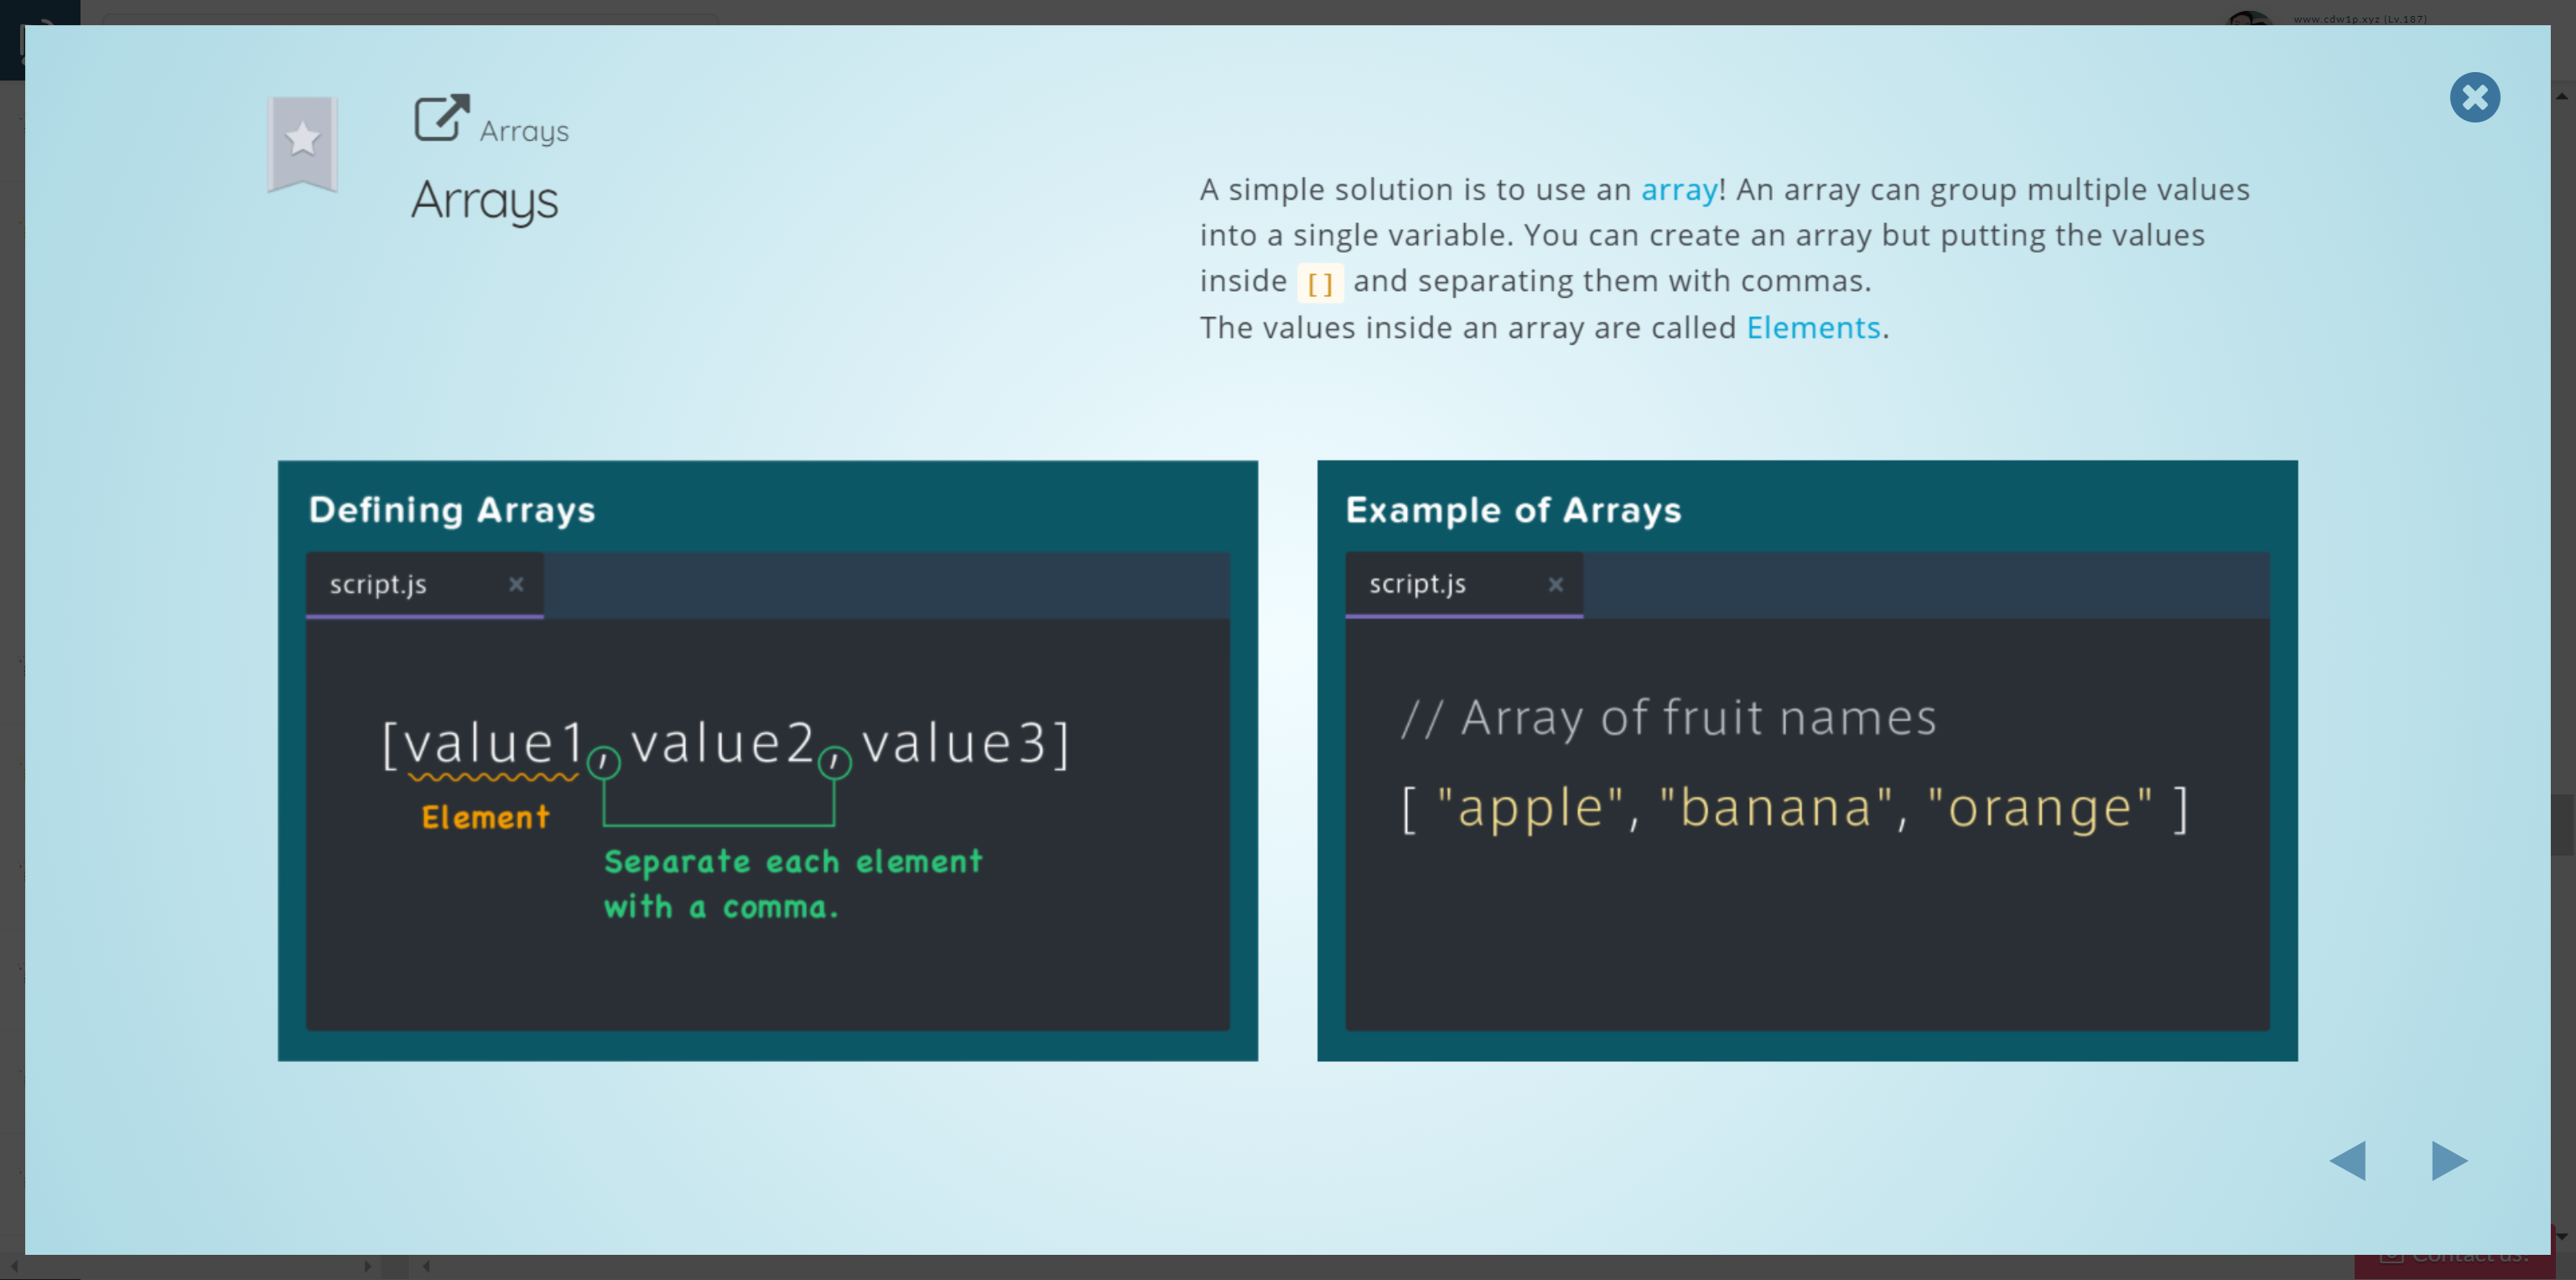 www.cdw1p.xyz (Lv.187)
Arrays
Arrays
A simple solution is to use an array! An array can group multiple values
into a single variable. You can create an array but putting the values
inside [] and separating them with commas.
The values inside an array are called Elements.
Defining Arrays
script.js ×
[value1, value2, value3]
Element
Separate each element
with a comma.
Example of Arrays
script.js ×
// Array of fruit names
[ "apple", "banana", "orange" ]
Contact us!